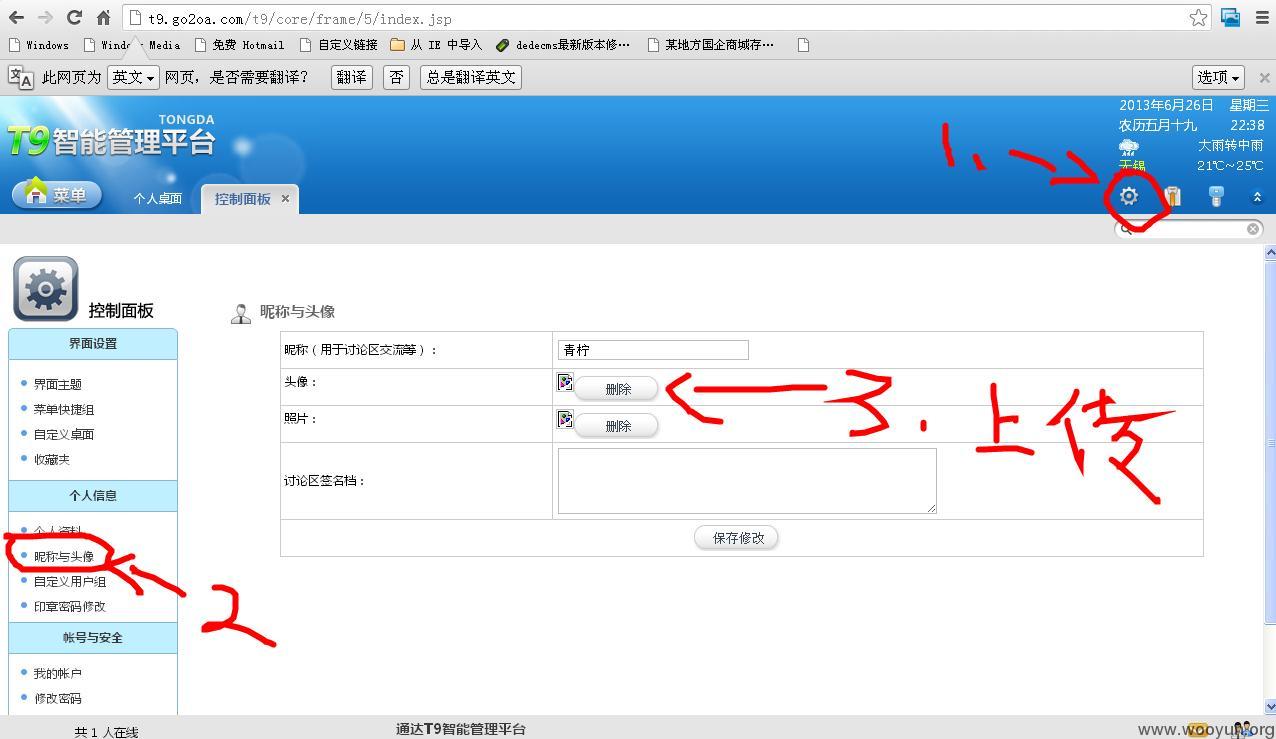 t9.go2oa.com/t9/core/frame/5/index.jsp
Windows Media 免费 Hotmail 自定义链接 从 IE 中导入 dedecms最新版本修··· 某地方国企商城存···
此网页为 英文 网页，是否需要翻译？ 翻译 否 总是翻译英文 选项
TONGDA
T9智能管理平台
2013年6月26日 星期三
农历五月十九 22:38
大雨转中雨
无锡 21℃~25℃
1.
菜单 个人桌面 控制面板
控制面板
昵称与头像
界面设置
界面主题
菜单快捷组
自定义桌面
收藏夹
个人信息
个人资料
昵称与头像
自定义用户组
印章密码修改
帐号与安全
我的帐户
修改密码
昵称（用于讨论区交流等）： 青柠
头像： 删除
照片： 删除
3. 上传
讨论区签名档：
保存修改
2
共 1 人在线
通达T9智能管理平台
www.wooyun.org